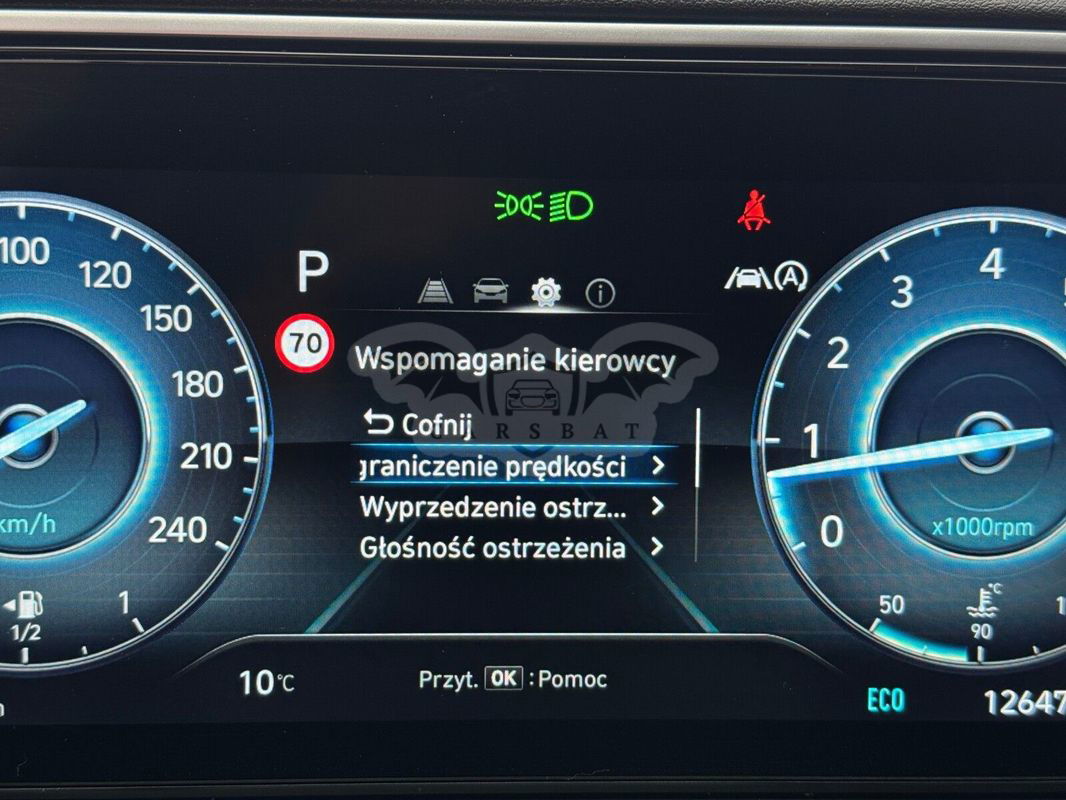 100
120
150
180
210
240
km/h
1/2
1
P
70
Wspomaganie kierowcy
Cofnij
CARSBAT
graniczenie prędkości
Wyprzedzenie ostrz...
Głośność ostrzeżenia
10°C
Przyt. OK : Pomoc
A
4
3
2
1
0
x1000rpm
50
°C
90
ECO
12647